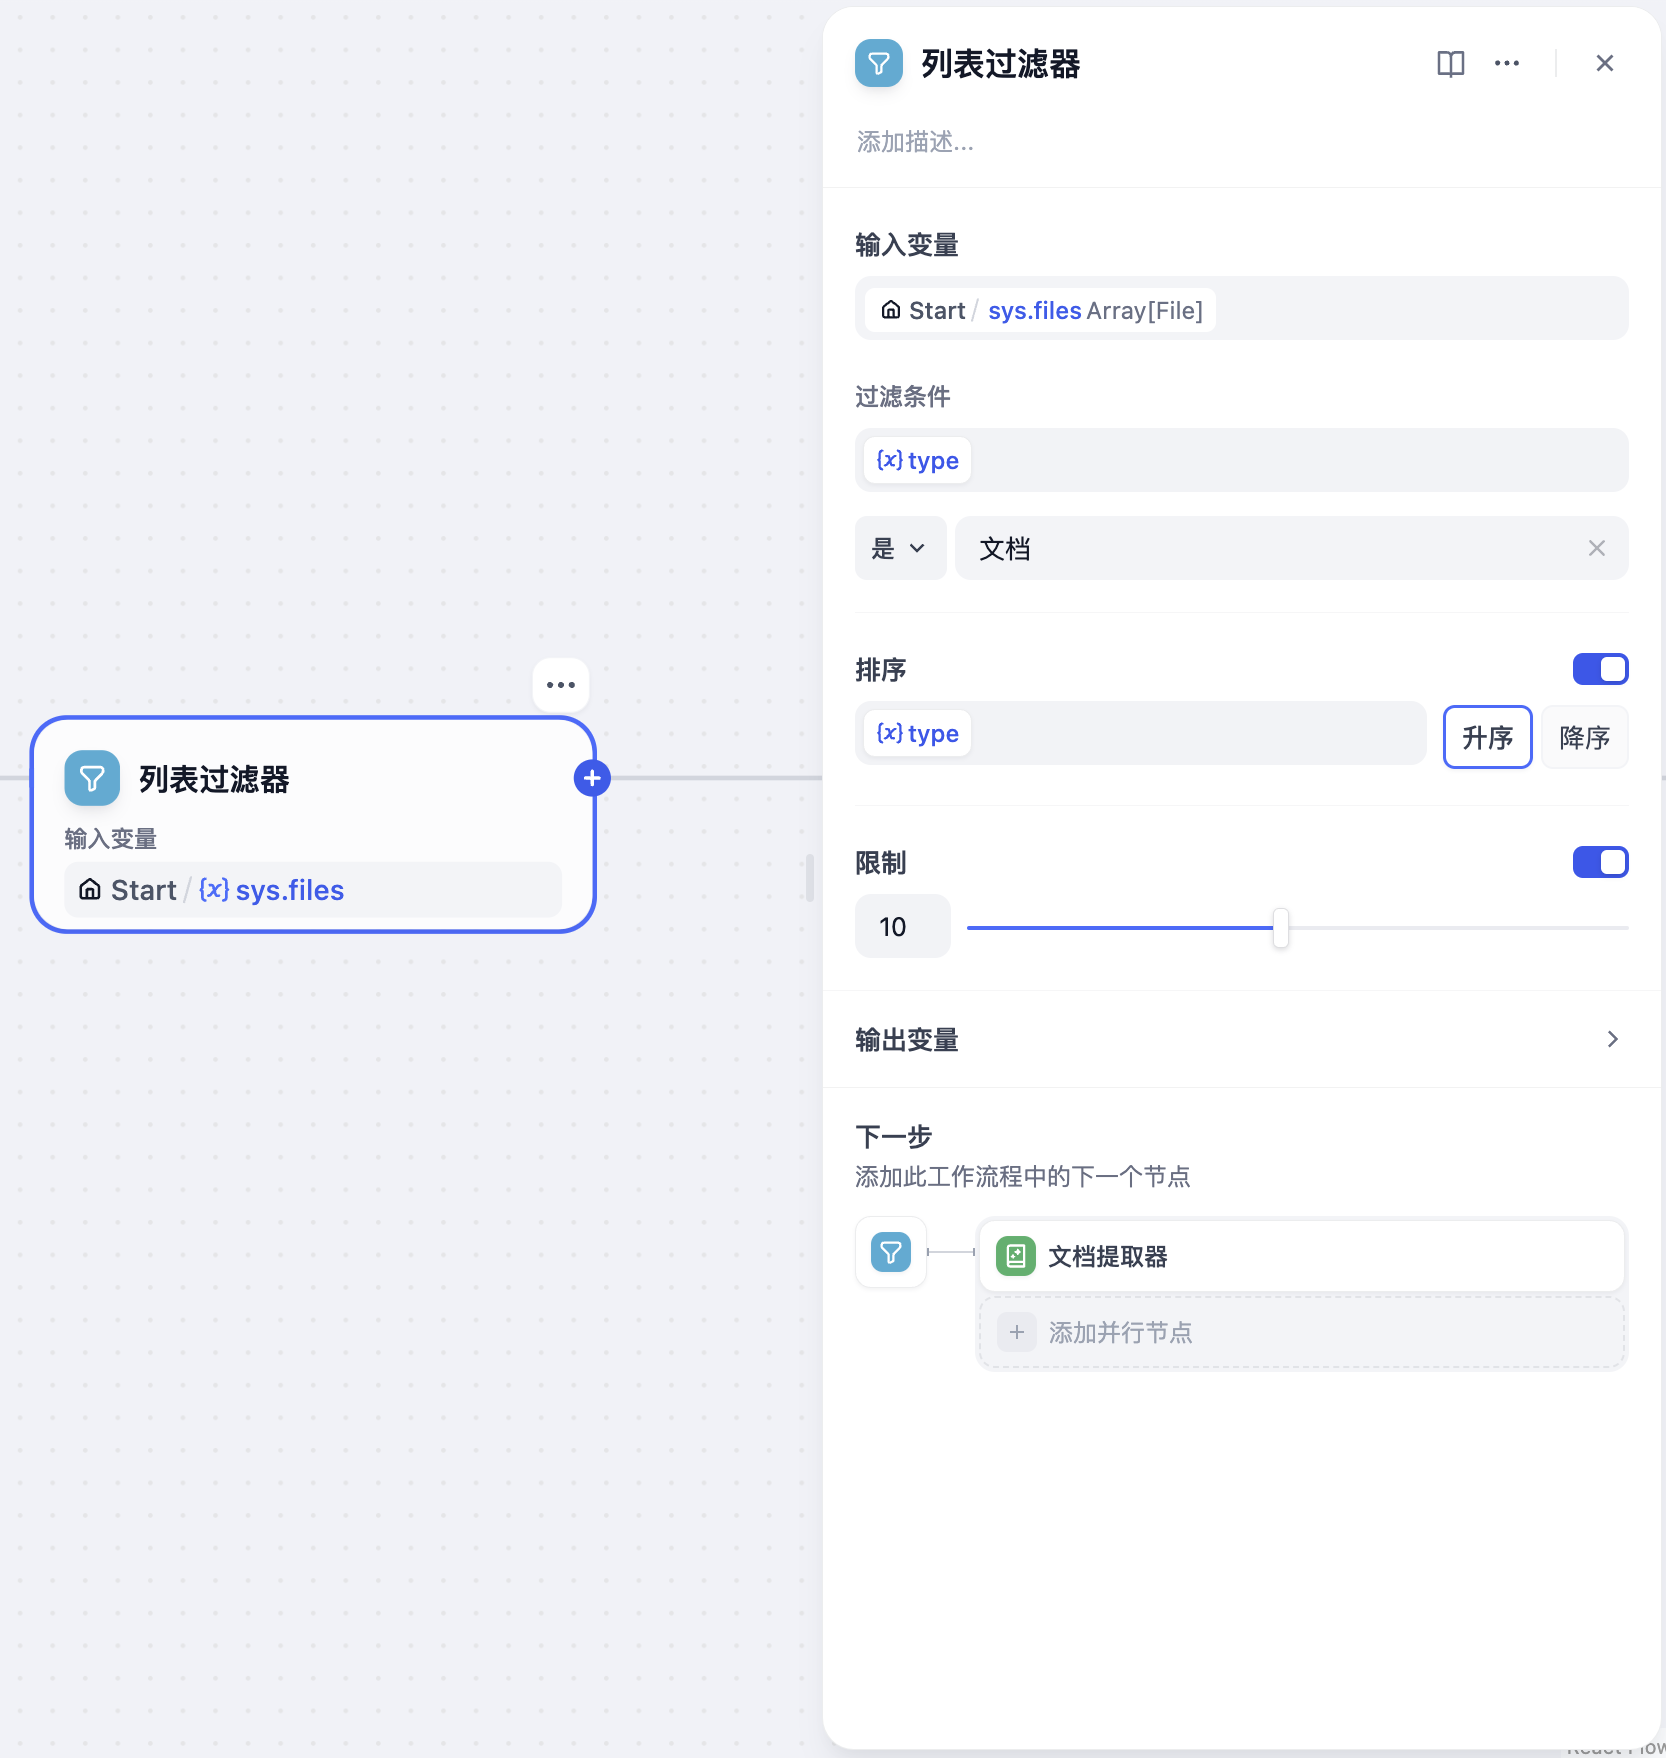 列表过滤器
输入变量
Start / {x} sys.files
列表过滤器
添加描述...
输入变量
Start / sys.files Array[File]
过滤条件
{x} type
是 文档
排序
{x} type 升序 降序
限制
10
输出变量
下一步
添加此工作流程中的下一个节点
文档提取器
添加并行节点
React Flow